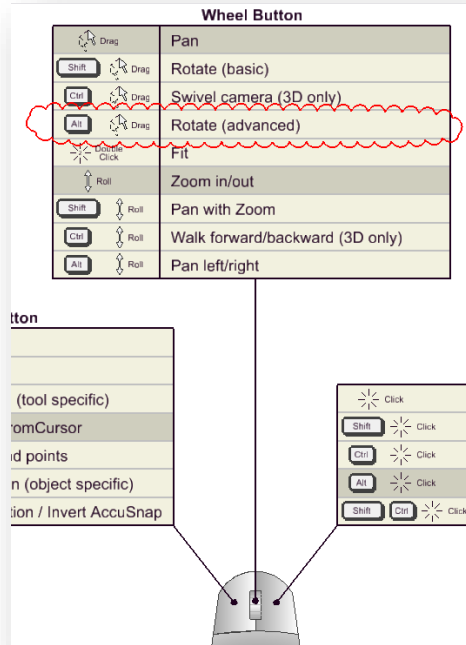 Wheel Button
Drag Pan
Shift Drag Rotate (basic)
Ctrl Drag Swivel camera (3D only)
Alt Drag Rotate (advanced)
Double Click Fit
Roll Zoom in/out
Shift Roll Pan with Zoom
Ctrl Roll Walk forward/backward (3D only)
Alt Roll Pan left/right
tton
(tool specific)
romCursor
nd points
n (object specific)
tion / Invert AccuSnap
Click
Shift Click
Ctrl Click
Alt Click
Shift Ctrl Click